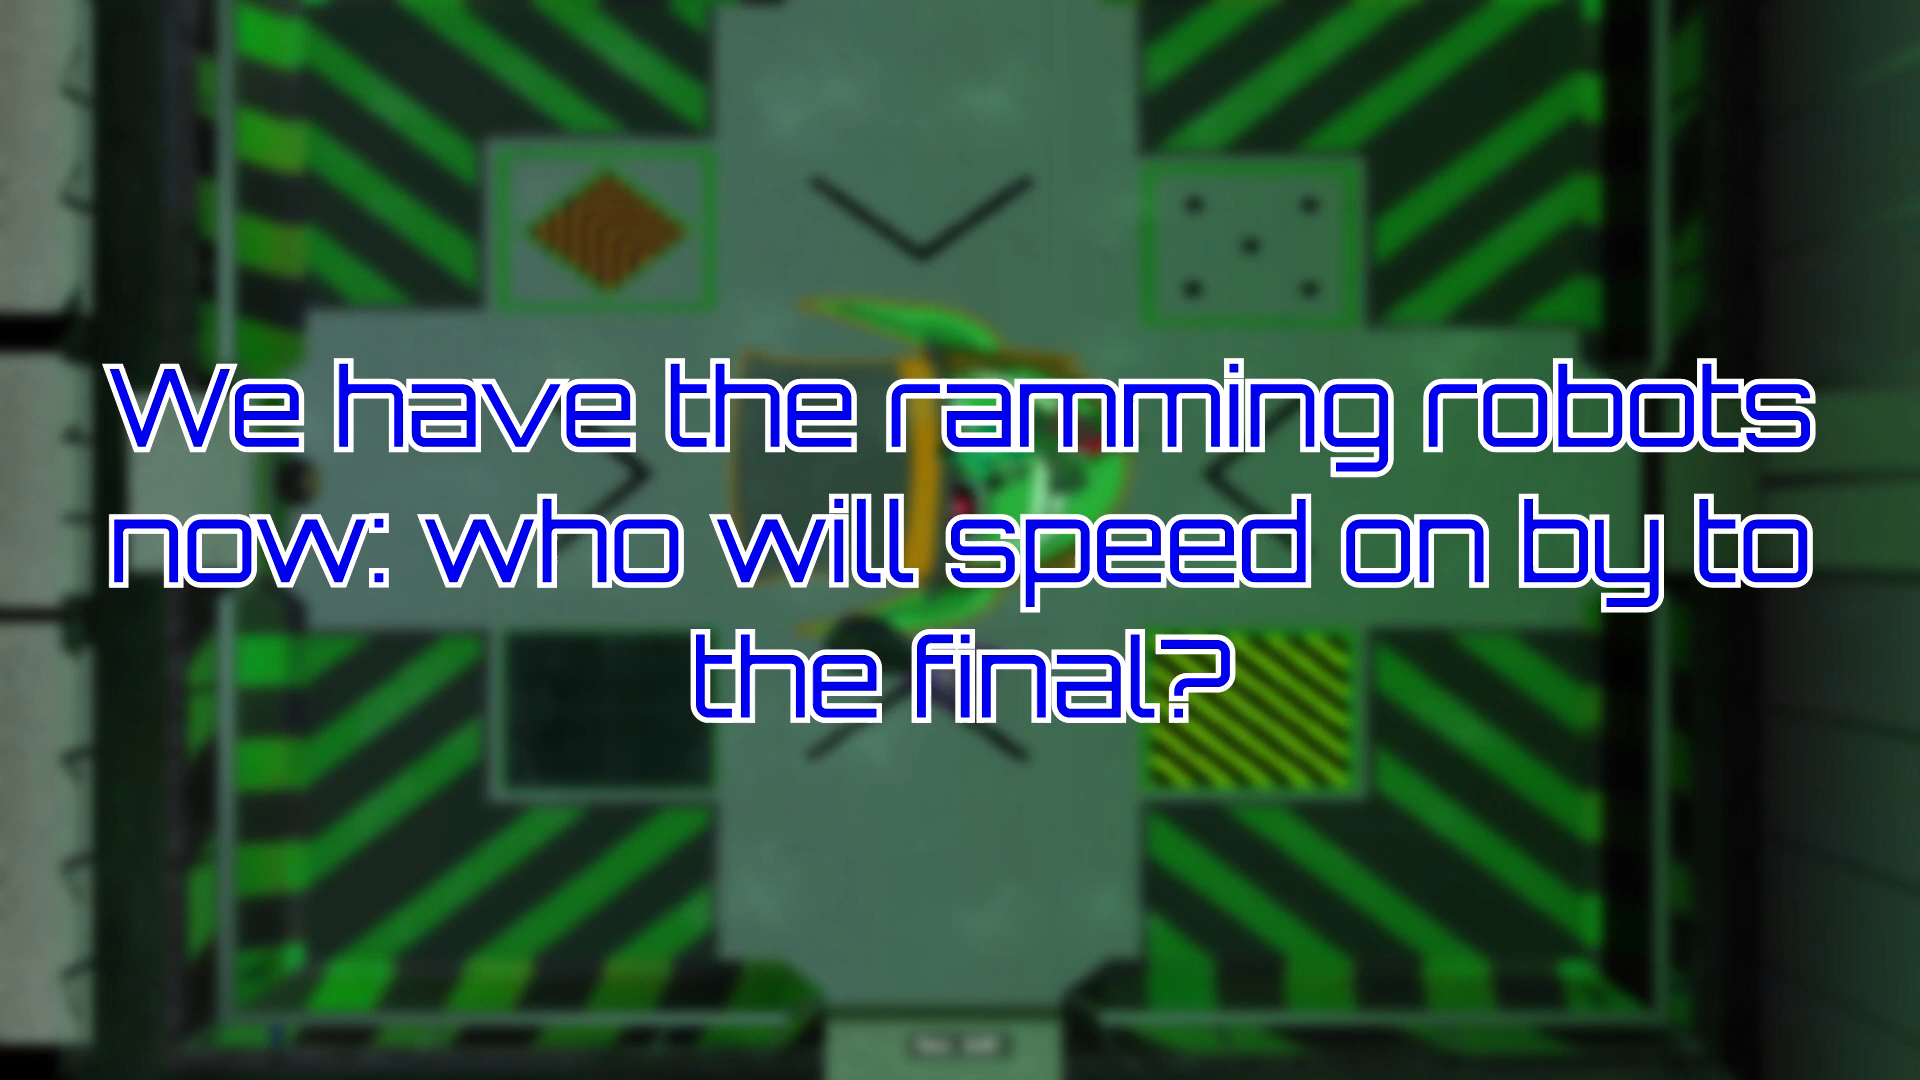 We have the ramming robots
now: who will speed on by to
the final?